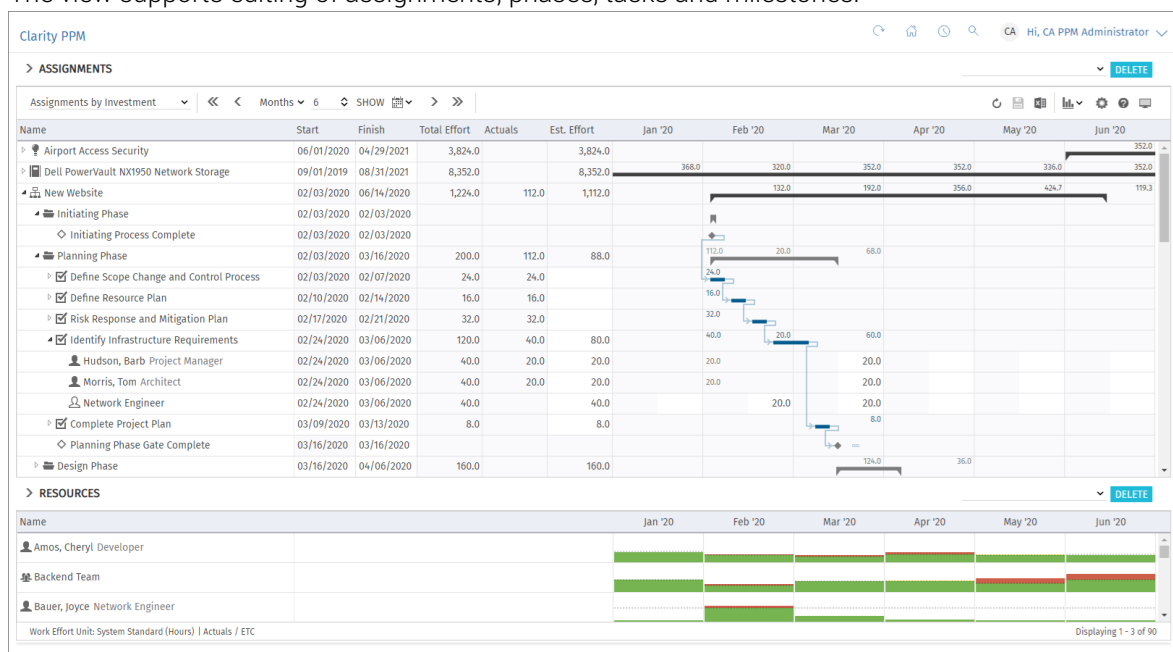 The view supports editing of assignments, phases, tasks and milestones.
Clarity PPM CA Hi, CA PPM Administrator
ASSIGNMENTS DELETE
Assignments by Investment Months 6 SHOW
Name Start Finish Total Effort Actuals Est. Effort Jan '20 Feb '20 Mar '20 Apr '20 May '20 Jun '20
Airport Access Security 06/01/2020 04/29/2021 3,824.0 3,824.0 352.0
Dell PowerVault NX1950 Network Storage 09/01/2019 08/31/2021 8,352.0 8,352.0 368.0 320.0 352.0 352.0 336.0 352.0
New Website 02/03/2020 06/14/2020 1,224.0 112.0 1,112.0 132.0 192.0 356.0 424.7 119.3
Initiating Phase 02/03/2020 02/03/2020
Initiating Process Complete 02/03/2020 02/03/2020
Planning Phase 02/03/2020 03/16/2020 200.0 112.0 88.0 112.0 20.0 68.0
Define Scope Change and Control Process 02/03/2020 02/07/2020 24.0 24.0 24.0
Define Resource Plan 02/10/2020 02/14/2020 16.0 16.0 16.0
Risk Response and Mitigation Plan 02/17/2020 02/21/2020 32.0 32.0 32.0
Identify Infrastructure Requirements 02/24/2020 03/06/2020 120.0 40.0 80.0 40.0 20.0 60.0
Hudson, Barb Project Manager 02/24/2020 03/06/2020 40.0 20.0 20.0 20.0 20.0
Morris, Tom Architect 02/24/2020 03/06/2020 40.0 20.0 20.0 20.0 20.0
Network Engineer 02/24/2020 03/06/2020 40.0 40.0 20.0 20.0
Complete Project Plan 03/09/2020 03/13/2020 8.0 8.0 8.0
Planning Phase Gate Complete 03/16/2020 03/16/2020
Design Phase 03/16/2020 04/06/2020 160.0 160.0 124.0 36.0
RESOURCES DELETE
Name Jan '20 Feb '20 Mar '20 Apr '20 May '20 Jun '20
Amos, Cheryl Developer
Backend Team
Bauer, Joyce Network Engineer
Work Effort Unit: System Standard (Hours) | Actuals / ETC Displaying 1 - 3 of 90